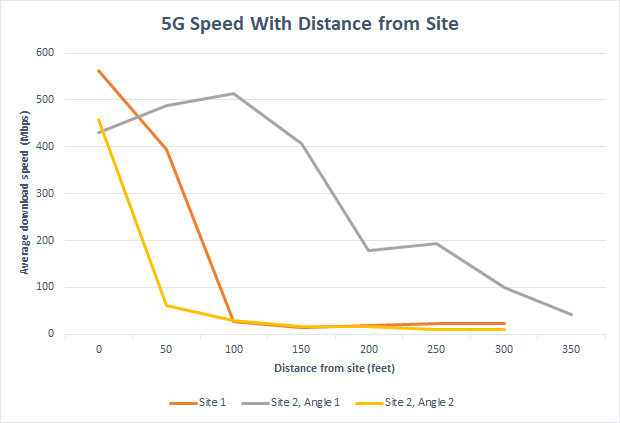 5G Speed With Distance from Site
600
500
400
300
200
100
0
Average download speed (Mbps)
0 50 100 150 200 250 300 350
Distance from site (feet)
Site 1 Site 2, Angle 1 Site 2, Angle 2